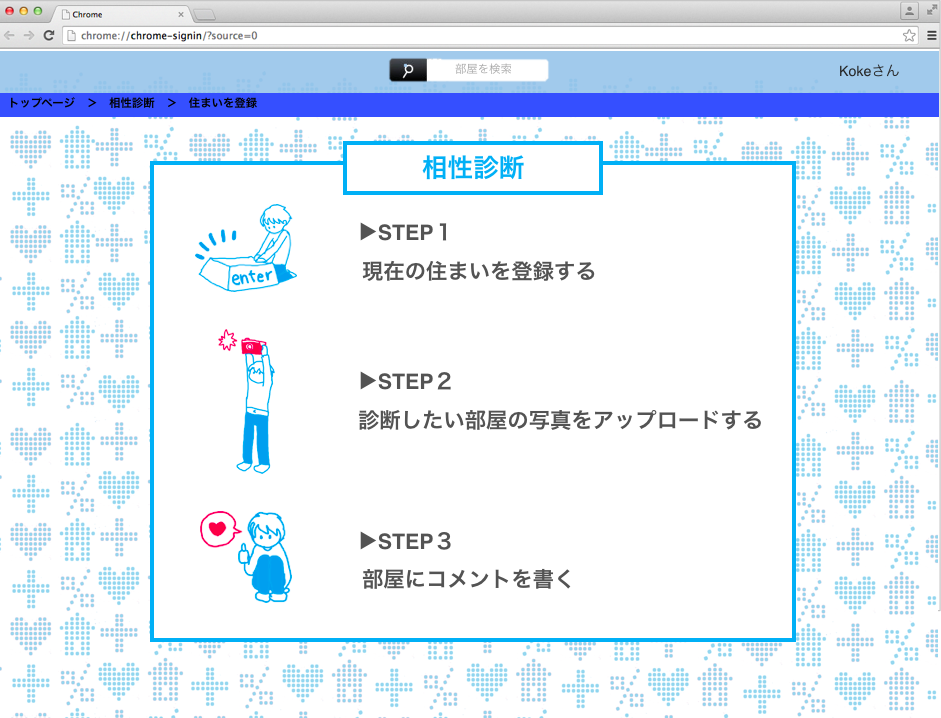 Chrome
chrome://chrome-signin/?source=0
部屋を検索
Kokeさん
トップページ > 相性診断 > 住まいを登録
相性診断
▶STEP１
現在の住まいを登録する
enter
▶STEP２
診断したい部屋の写真をアップロードする
▶STEP３
部屋にコメントを書く